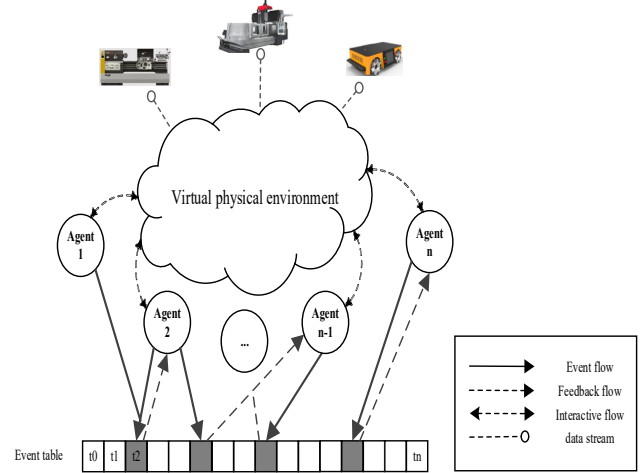 Virtual physical environment
Agent
1
Agent
n
Agent
2
...
Agent
n-1
Event flow
Feedback flow
Interactive flow
data stream
Event table
t0
t1
t2
tn